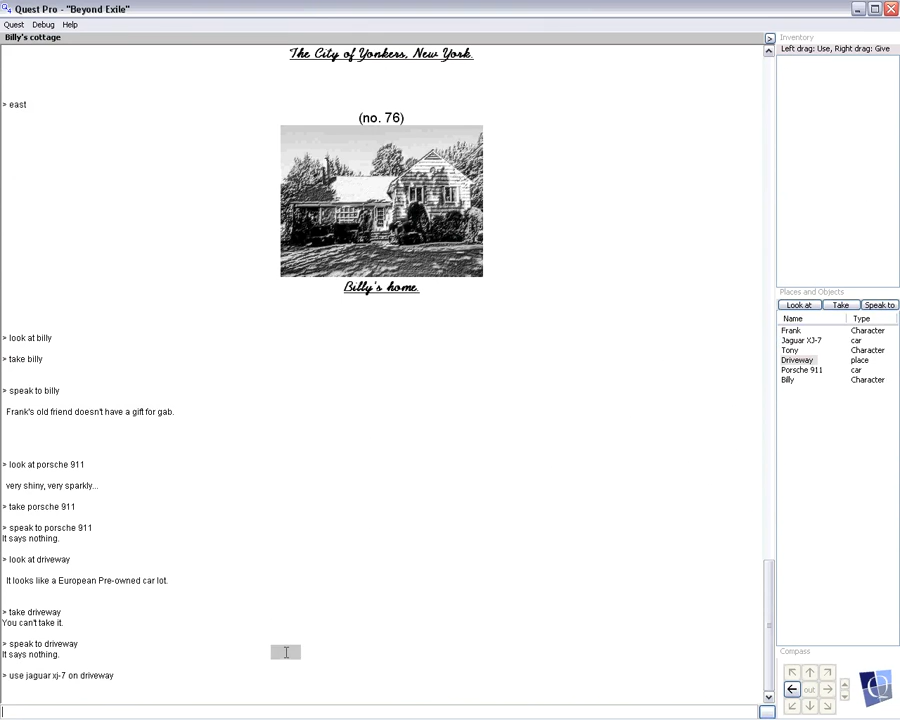 Quest Pro - "Beyond Exile"
Quest Debug Help
Billy's cottage
The City of Yonkers, New York.
> east
(no. 76)
Billy's home.
> look at billy
> take billy
> speak to billy
Frank's old friend doesn't have a gift for gab.
> look at porsche 911
very shiny, very sparkly...
> take porsche 911
> speak to porsche 911
It says nothing.
> look at driveway
It looks like a European Pre-owned car lot.
> take driveway
You can't take it.
> speak to driveway
It says nothing.
> use jaguar xj-7 on driveway
>
Inventory
Left drag: Use, Right drag: Give
Places and Objects
Look at Take Speak to
Name Type
Frank Character
Jaguar XJ-7 car
Tony Character
Driveway place
Porsche 911 car
Billy Character
Compass
out